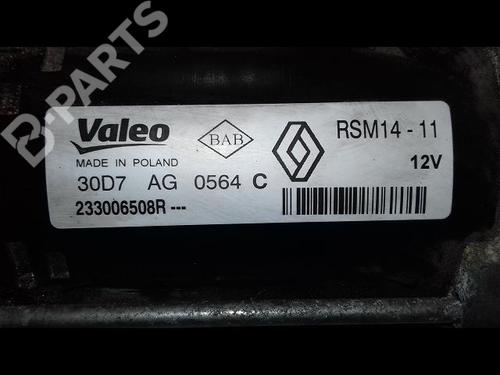 B-PARTS
Valeo
BAB
RSM14 - 11
MADE IN POLAND
12V
30D7 AG 0564 C
233006508R ---